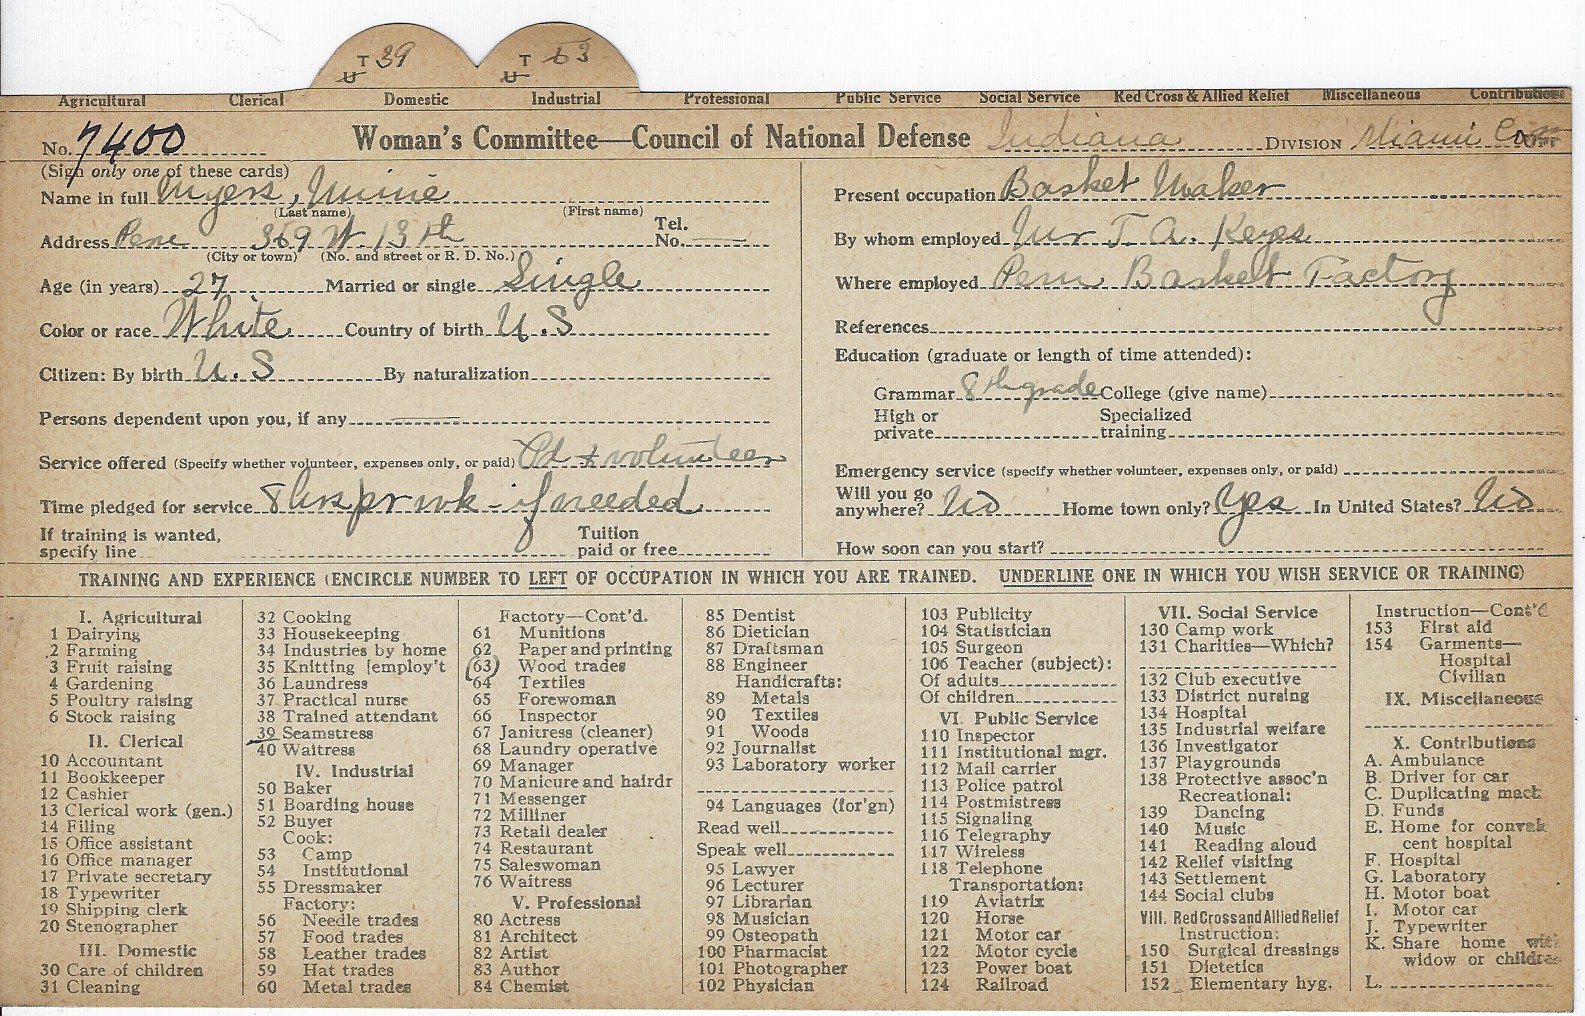 T 39 T 63
U U
Agricultural Clerical Domestic Industrial Professional Public Service Social Service Red Cross & Allied Relief Miscellaneous Contributions
No. 7400 Woman's Committee—Council of National Defense Indiana DIVISION Miami Co
(Sign only one of these cards)
Name in full Myers, Minie
(Last name) (First name)
Address Peru 369 W. 13th Tel. No.
(City or town) (No. and street or R. D. No.)
Age (in years) 27 Married or single Single
Color or race White Country of birth U.S
Citizen: By birth U.S By naturalization
Persons dependent upon you, if any
Service offered (Specify whether volunteer, expenses only, or paid) Pd + volunteer
Time pledged for service 8 hrs pr wk - if needed
If training is wanted, Tuition
specify line paid or free
Present occupation Basket Maker
By whom employed Mr J. A. Keyes
Where employed Peru Basket Factory
References
Education (graduate or length of time attended):
Grammar 8th grade College (give name)
High or Specialized
private training
Emergency service (specify whether volunteer, expenses only, or paid)
Will you go
anywhere? No Home town only? Yes In United States? No
How soon can you start?
TRAINING AND EXPERIENCE (ENCIRCLE NUMBER TO LEFT OF OCCUPATION IN WHICH YOU ARE TRAINED. UNDERLINE ONE IN WHICH YOU WISH SERVICE OR TRAINING)
I. Agricultural
1 Dairying
2 Farming
3 Fruit raising
4 Gardening
5 Poultry raising
6 Stock raising
II. Clerical
10 Accountant
11 Bookkeeper
12 Cashier
13 Clerical work (gen.)
14 Filing
15 Office assistant
16 Office manager
17 Private secretary
18 Typewriter
19 Shipping clerk
20 Stenographer
III. Domestic
30 Care of children
31 Cleaning
32 Cooking
33 Housekeeping
34 Industries by home
35 Knitting [employ't
36 Laundress
37 Practical nurse
38 Trained attendant
39 Seamstress
40 Waitress
IV. Industrial
50 Baker
51 Boarding house
52 Buyer
Cook:
53 Camp
54 Institutional
55 Dressmaker
Factory:
56 Needle trades
57 Food trades
58 Leather trades
59 Hat trades
60 Metal trades
Factory—Cont'd.
61 Munitions
62 Paper and printing
63 Wood trades
64 Textiles
65 Forewoman
66 Inspector
67 Janitress (cleaner)
68 Laundry operative
69 Manager
70 Manicure and hairdr
71 Messenger
72 Milliner
73 Retail dealer
74 Restaurant
75 Saleswoman
76 Waitress
V. Professional
80 Actress
81 Architect
82 Artist
83 Author
84 Chemist
85 Dentist
86 Dietician
87 Draftsman
88 Engineer
Handicrafts:
89 Metals
90 Textiles
91 Woods
92 Journalist
93 Laboratory worker
94 Languages (for'gn)
Read well
Speak well
95 Lawyer
96 Lecturer
97 Librarian
98 Musician
99 Osteopath
100 Pharmacist
101 Photographer
102 Physician
103 Publicity
104 Statistician
105 Surgeon
106 Teacher (subject):
Of adults
Of children
VI. Public Service
110 Inspector
111 Institutional mgr.
112 Mail carrier
113 Police patrol
114 Postmistress
115 Signaling
116 Telegraphy
117 Wireless
118 Telephone
Transportation:
119 Aviatrix
120 Horse
121 Motor car
122 Motor cycle
123 Power boat
124 Railroad
VII. Social Service
130 Camp work
131 Charities—Which?
132 Club executive
133 District nursing
134 Hospital
135 Industrial welfare
136 Investigator
137 Playgrounds
138 Protective assoc'n
Recreational:
139 Dancing
140 Music
141 Reading aloud
142 Relief visiting
143 Settlement
144 Social clubs
VIII. Red Cross and Allied Relief
Instruction:
150 Surgical dressings
151 Dietetics
152 Elementary hyg.
Instruction—Cont'd
153 First aid
154 Garments—
Hospital
Civilian
IX. Miscellaneous
X. Contributions
A. Ambulance
B. Driver for car
C. Duplicating mach
D. Funds
E. Home for conval
cent hospital
F. Hospital
G. Laboratory
H. Motor boat
I. Motor car
J. Typewriter
K. Share home with
widow or children
L.